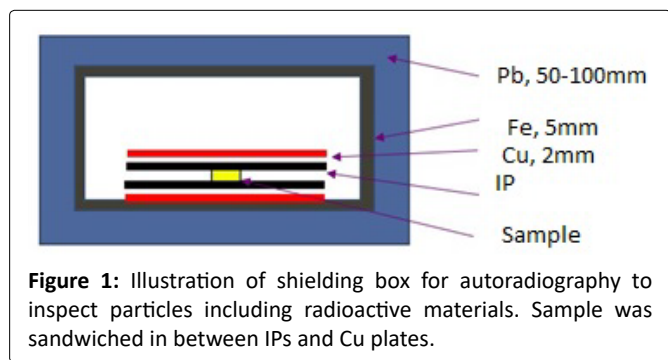 Pb, 50-100mm
Fe, 5mm
Cu, 2mm
IP
Sample
Figure 1: Illustration of shielding box for autoradiography to
inspect particles including radioactive materials. Sample was
sandwiched in between IPs and Cu plates.